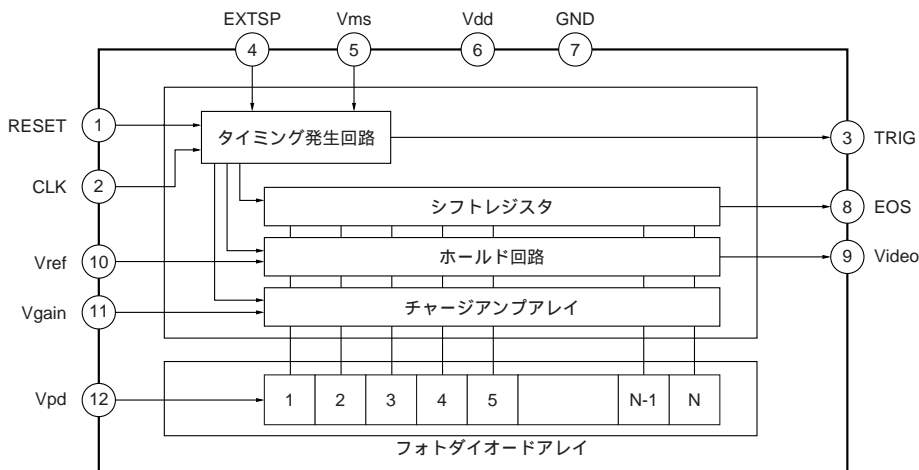 EXTSP Vms Vdd GND
4 5 6 7
RESET 1 タイミング発生回路 3 TRIG
CLK 2
シフトレジスタ 8 EOS
Vref 10 ホールド回路 9 Video
Vgain 11 チャージアンプアレイ
Vpd 12 1 2 3 4 5 N-1 N
フォトダイオードアレイ